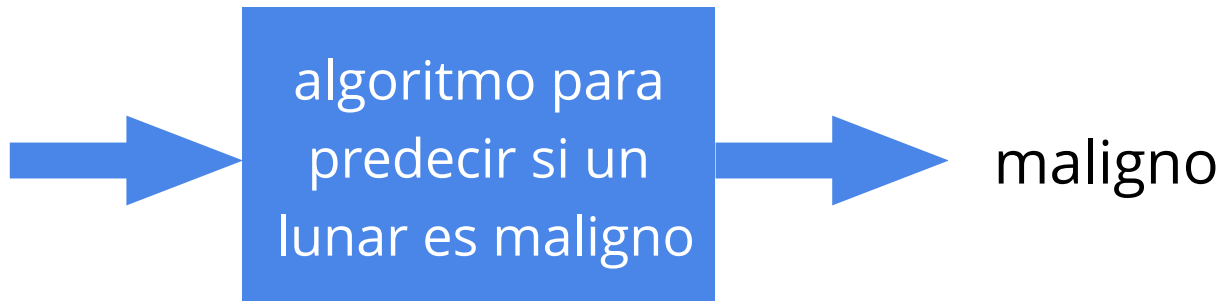 algoritmo para
predecir si un
lunar es maligno
maligno